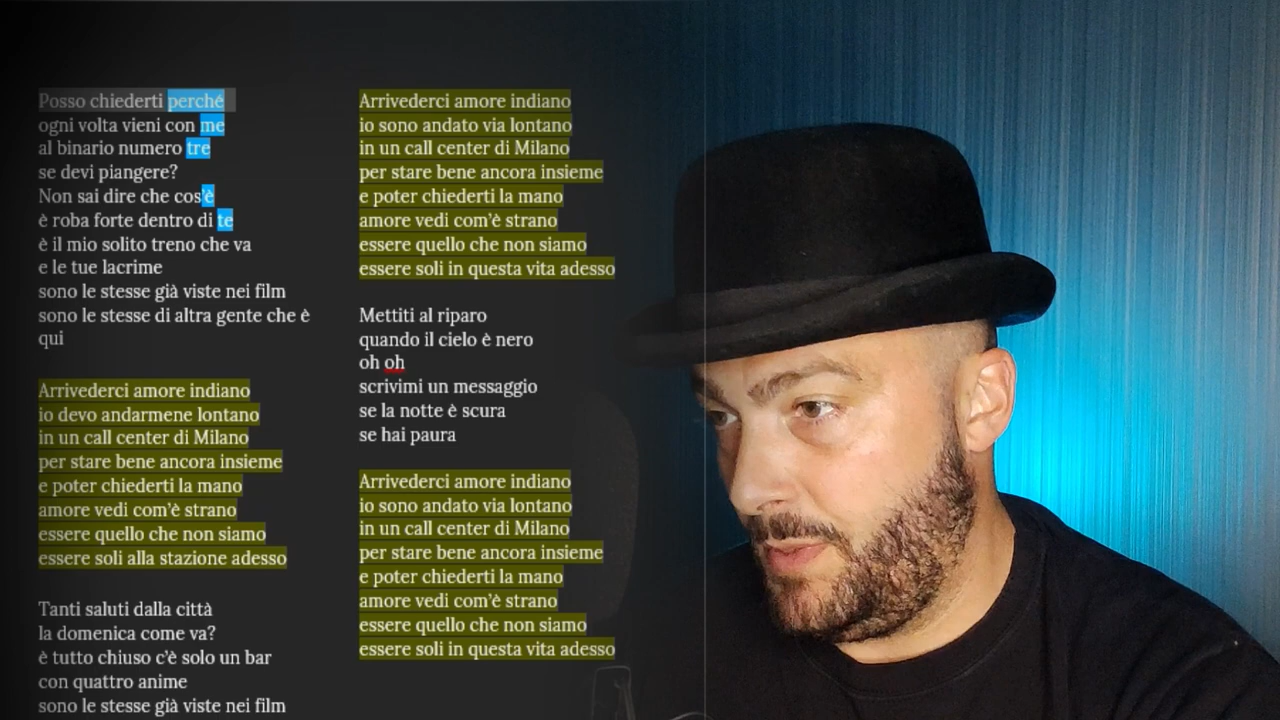 Posso chiederti perché
ogni volta vieni con me
al binario numero tre
se devi piangere?
Non sai dire che cos'è
è roba forte dentro di te
è il mio solito treno che va
e le tue lacrime
sono le stesse già viste nei film
sono le stesse di altra gente che è
qui
Arrivederci amore indiano
io devo andarmene lontano
in un call center di Milano
per stare bene ancora insieme
e poter chiederti la mano
amore vedi com'è strano
essere quello che non siamo
essere soli alla stazione adesso
Tanti saluti dalla città
la domenica come va?
è tutto chiuso c'è solo un bar
con quattro anime
sono le stesse già viste nei film
Arrivederci amore indiano
io sono andato via lontano
in un call center di Milano
per stare bene ancora insieme
e poter chiederti la mano
amore vedi com'è strano
essere quello che non siamo
essere soli in questa vita adesso
Mettiti al riparo
quando il cielo è nero
oh oh
scrivimi un messaggio
se la notte è scura
se hai paura
Arrivederci amore indiano
io sono andato via lontano
in un call center di Milano
per stare bene ancora insieme
e poter chiederti la mano
amore vedi com'è strano
essere quello che non siamo
essere soli in questa vita adesso